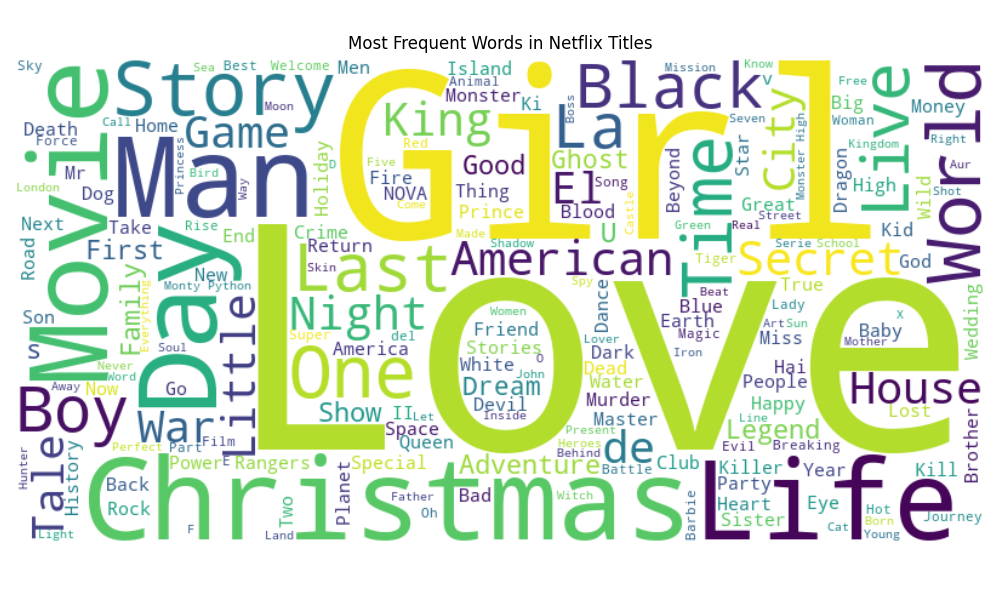 Most Frequent Words in Netflix Titles
Sky
Sea
Best
Welcome
Men
Island
Animal
Monster
Ki
Boss
Mission
Know
v
Free
Big
Woman
Money
Movie
Story
Girl
Black
Live
World
Death
Force
Call
Home
Moon
Game
King
La
Seven
City
Monster High
Kingdom
Right
Mr
Dog
London
Man
Princess
Bird
Way
Holiday
D
Five
Red
Fire
NOVA
Come
Good
Thing
Prince
Ghost
El
Song
Blood
Castle
Beyond
Time
Star
Great
Street
Dragon
High
Wild
Aur
Shot
Next
Road
Take
Rise
First
End
Crime
Return
Made
Shadow
U
Green
Real
Serie
School
Kid
God
Day
New
Skin
Last
American
Spy
Dance
Tiger
Secret
True
Son
Family
Everything
Monty Python
Little
Night
Super
del
Women
Love
Blue
Beat
Earth
Magic
Lady
Art
Sun
Miss
x
Baby
Mother
Wedding
s
Soul
America
Friend
Stories
O
Lover
Dark
Iron
Hai
Never
Word
Away
Now
Go
One
White
John
Dream
Devil
Inside
Dead
Water
Murder
People
Happy
House
Lost
Boy
War
Show
II
Let
Space
Queen
Present
Heroes
Behind
Master
de
Line
Legend
Evil
Breaking
Brother
Hunter
Tale
History
Perfect
Part
Film
E
Power
Rangers
Special
Adventure
Battle
Club
Killer
Year
Kill
Back
Rock
Christmas
Two
Planet
Father
Oh
Bad
Witch
Barbie
Party
Heart
Sister
Life
Eye
Hot
Born
Journey
Light
F
Land
Cat
Young